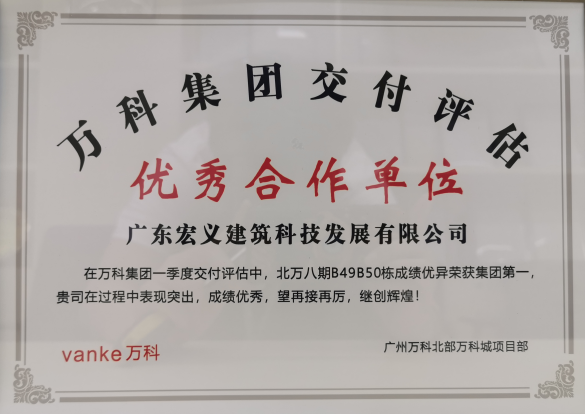 万科集团交付评估
优秀合作单位
广东宏义建筑科技发展有限公司
在万科集团一季度交付评估中，北万八期B49B50栋成绩优异荣获集团第一，
贵司在过程中表现突出，成绩优秀，望再接再厉，继创辉煌！
vanke万科
广州万科北部万科城项目部